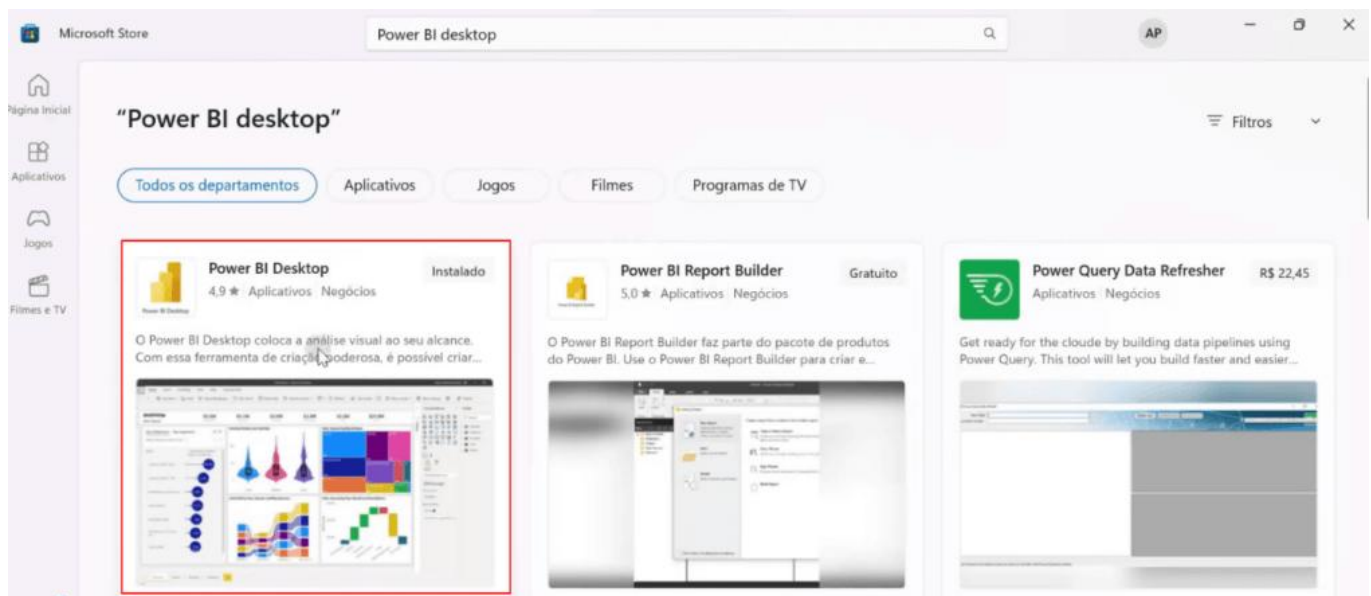 Microsoft Store
Power BI desktop
AP
Página Inicial
Aplicativos
Jogos
Filmes e TV
“Power BI desktop”
Filtros
Todos os departamentos
Aplicativos
Jogos
Filmes
Programas de TV
Power BI Desktop
Instalado
4,9 ★ Aplicativos Negócios
Power BI Desktop
O Power BI Desktop coloca a análise visual ao seu alcance.
Com essa ferramenta de criação poderosa, é possível criar...
Power BI Report Builder
Gratuito
5,0 ★ Aplicativos Negócios
O Power BI Report Builder faz parte do pacote de produtos
do Power BI. Use o Power BI Report Builder para criar e...
Power Query Data Refresher
R$ 22,45
Aplicativos Negócios
Get ready for the cloude by building data pipelines using
Power Query. This tool will let you build faster and easier...